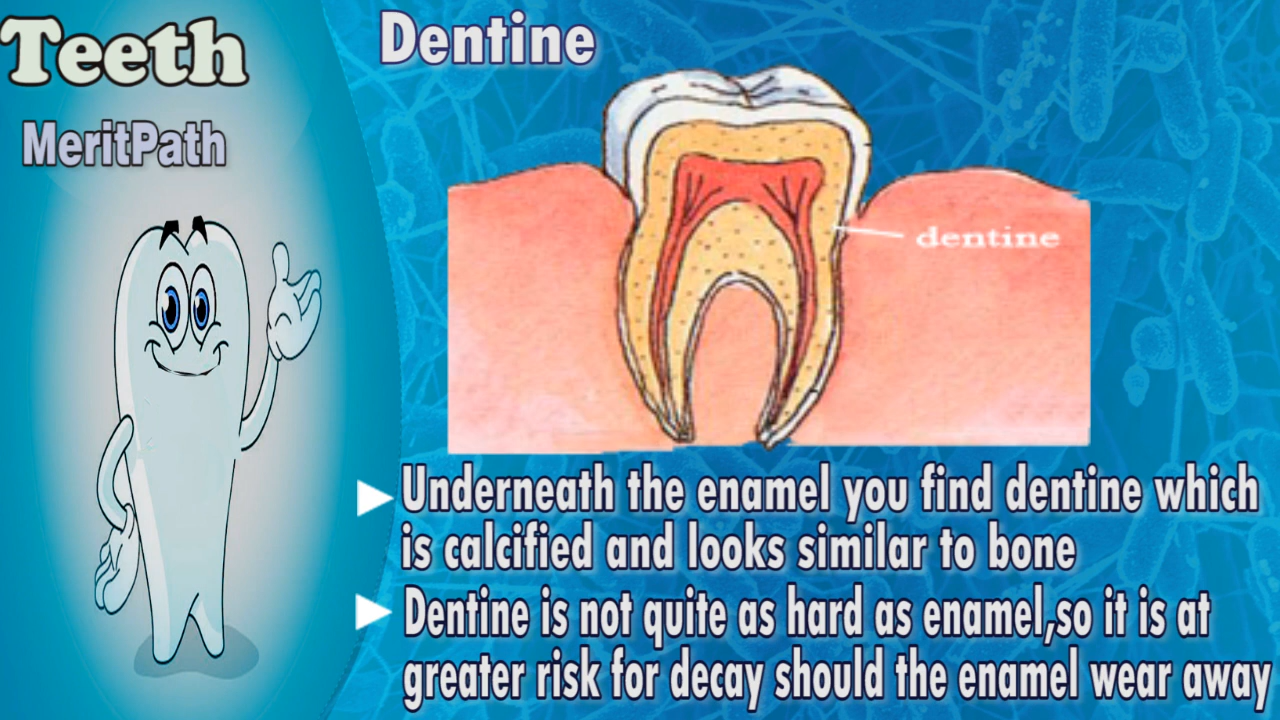 Teeth
MeritPath
Dentine
dentine
Underneath the enamel you find dentine which
is calcified and looks similar to bone
Dentine is not quite as hard as enamel,so it is at
greater risk for decay should the enamel wear away